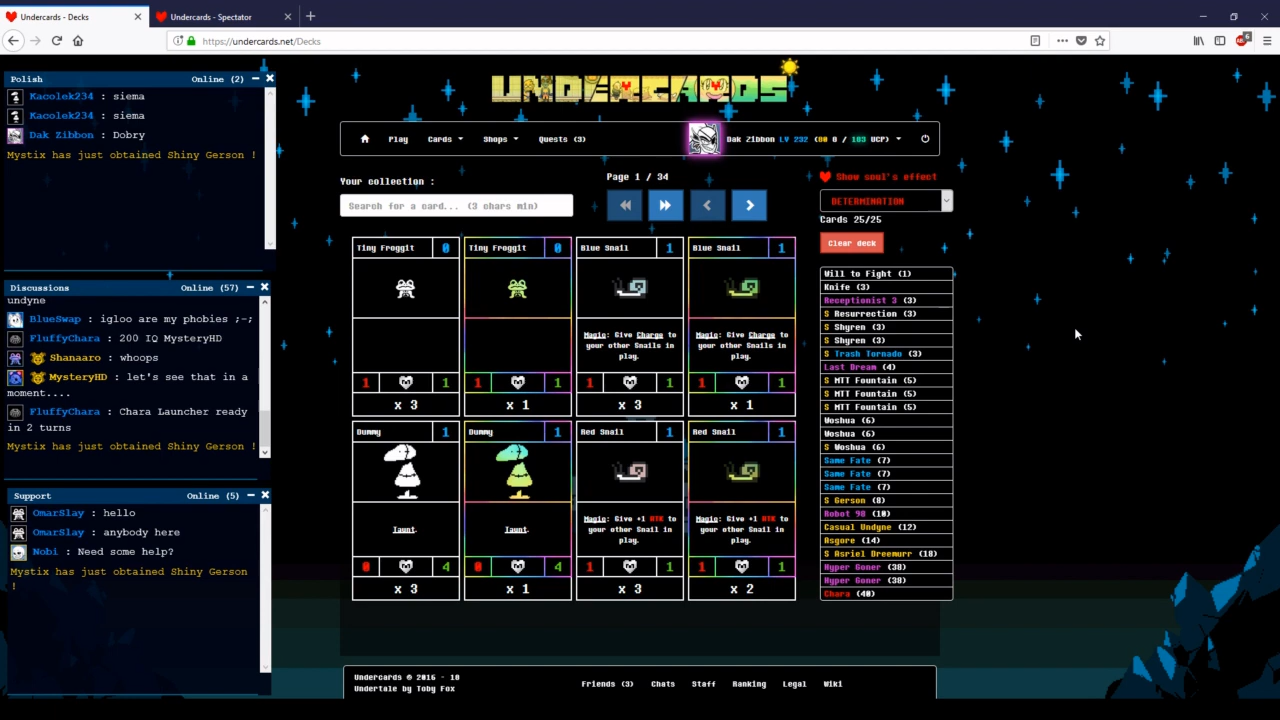 Undercards - Decks
Undercards - Spectator
https://undercards.net/Decks
6
Polish Online (2)
Kacolek234 : siema
Kacolek234 : siema
Dak Zibbon : Dobry
Mystix has just obtained Shiny Gerson !
Discussions Online (57)
undyne
BlueSwap : igloo are my phobies ;-;
FluffyChara : 200 IQ MysteryHD
Shanaaro : whoops
MysteryHD : let's see that in a
moment....
FluffyChara : Chara Launcher ready
in 2 turns
Mystix has just obtained Shiny Gerson !
Support Online (5)
OmarSlay : hello
OmarSlay : anybody here
Nobi : Need some help?
Mystix has just obtained Shiny Gerson
!
UNDERCARDS
Play Cards Shops Quests (3)
Dak Zibbon LV 232 ( 0 / 103 UCP)
Your collection :
Search for a card... (3 chars min)
Page 1 / 34
Tiny Froggit 0
1 1
x 3
Tiny Froggit 0
1 1
x 1
Blue Snail 1
Magic: Give Charge to
your other Snails in
play.
1 1
x 3
Blue Snail 1
Magic: Give Charge to
your other Snails in
play.
1 1
x 1
Dummy 1
Taunt.
0 4
x 3
Dummy 1
Taunt.
0 4
x 1
Red Snail 1
Magic: Give +1 ATK to
your other Snail in
play.
1 1
x 3
Red Snail 1
Magic: Give +1 ATK to
your other Snail in
play.
1 1
x 2
Show soul's effect
DETERMINATION
Cards 25/25
Clear deck
Will to Fight (1)
Knife (3)
Receptionist 3 (3)
S Resurrection (3)
S Shyren (3)
S Shyren (3)
S Trash Tornado (3)
Last Dream (4)
S MTT Fountain (5)
S MTT Fountain (5)
S MTT Fountain (5)
Woshua (6)
Woshua (6)
S Woshua (6)
Same Fate (7)
Same Fate (7)
Same Fate (7)
S Gerson (8)
Robot 98 (10)
Casual Undyne (12)
Asgore (14)
S Asriel Dreemurr (18)
Hyper Goner (38)
Hyper Goner (38)
Chara (40)
Undercards © 2016 - 18
Undertale by Toby Fox
Friends (3) Chats Staff Ranking Legal Wiki